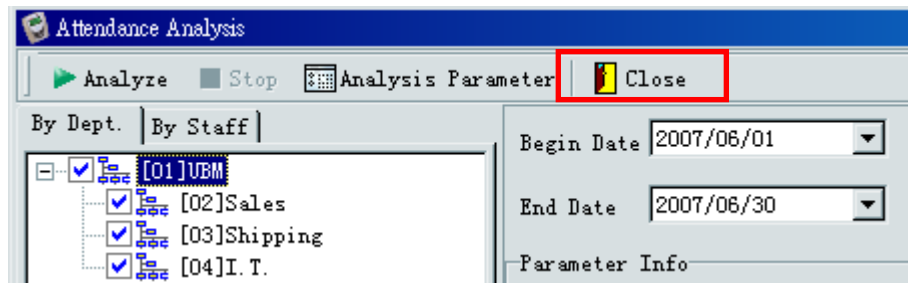 Attendance Analysis
Analyze Stop Analysis Parameter Close
By Dept. By Staff
Begin Date 2007/06/01
[01]UBM
[02]Sales
End Date 2007/06/30
[03]Shipping
[04]I.T.
Parameter Info